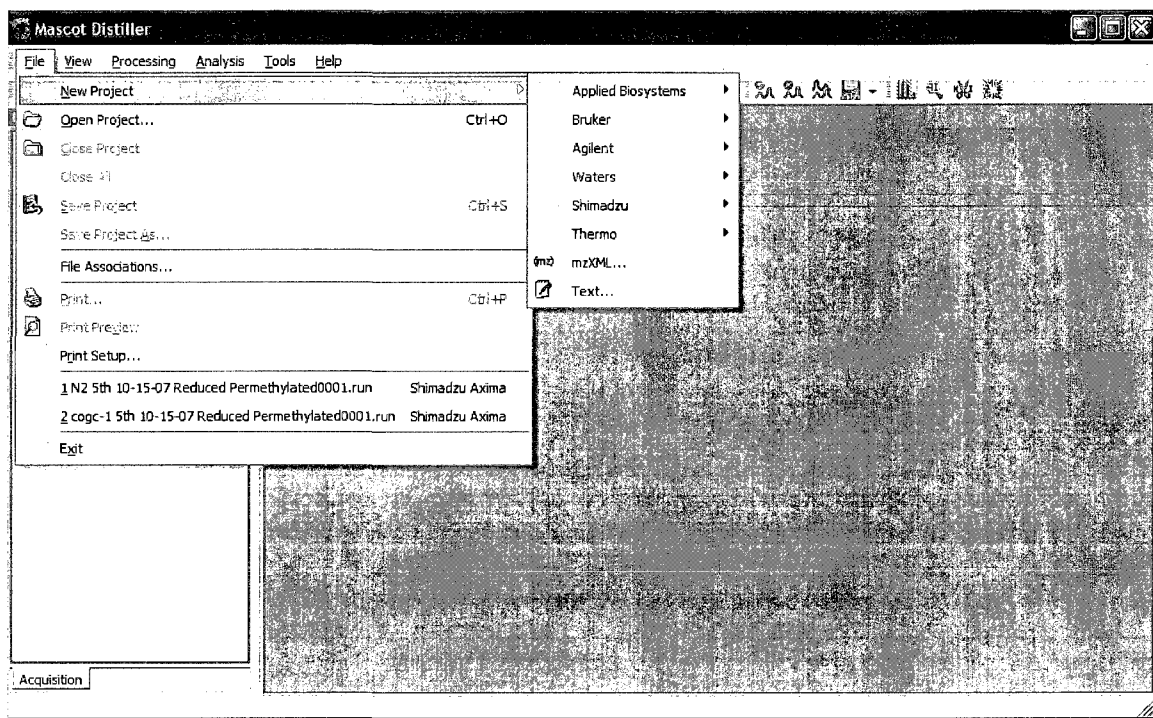 Mascot Distiller
File View Processing Analysis Tools Help
New Project
Open Project... Ctrl+O
Close Project
Close All
Save Project Ctrl+S
Save Project As...
File Associations...
Print... Ctrl+P
Print Preview
Print Setup...
1 N2 5th 10-15-07 Reduced Permethylated0001.run Shimadzu Axima
2 cogc-1 5th 10-15-07 Reduced Permethylated0001.run Shimadzu Axima
Exit
Applied Biosystems
Bruker
Agilent
Waters
Shimadzu
Thermo
(mz) mzXML...
Text...
Acquisition